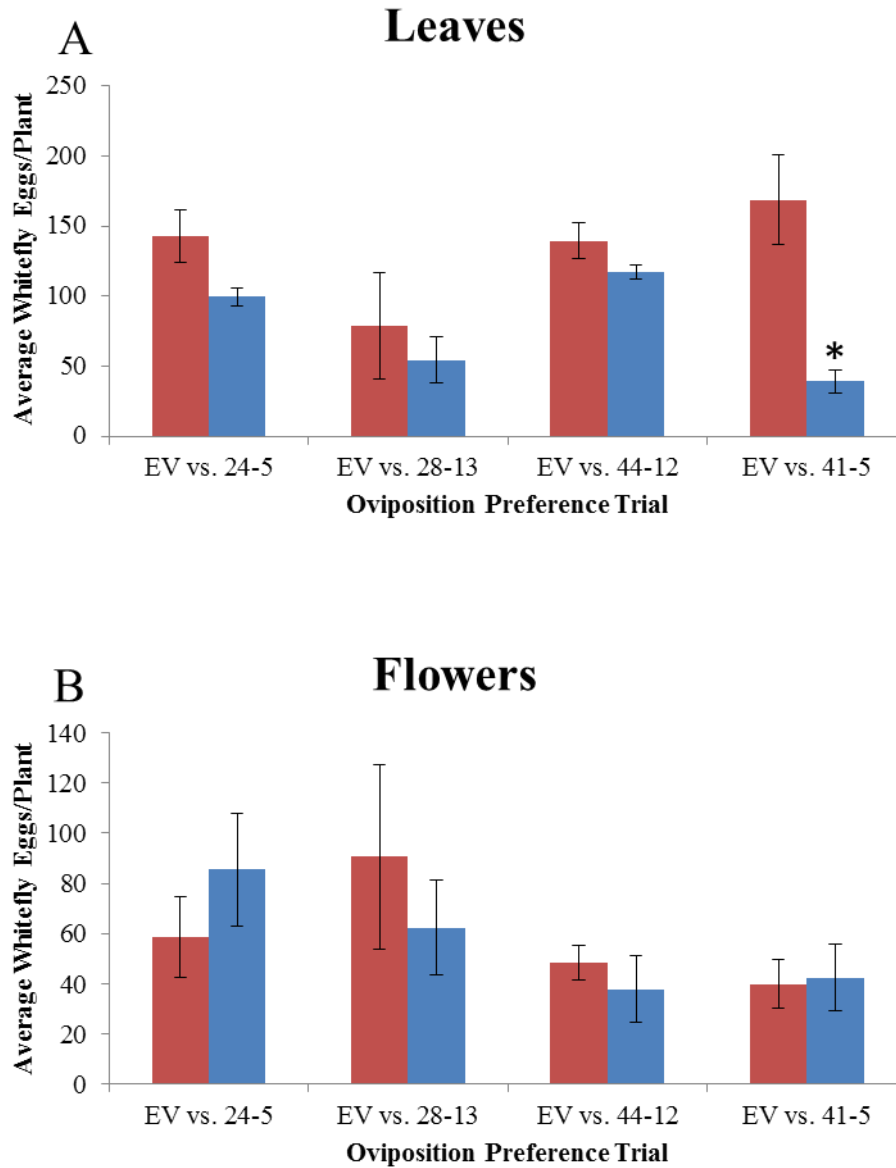 A
Leaves
Average Whitefly Eggs/Plant
250
200
150
100
50
0
*
EV vs. 24-5 EV vs. 28-13 EV vs. 44-12 EV vs. 41-5
Oviposition Preference Trial
B
Flowers
Average Whitefly Eggs/Plant
140
120
100
80
60
40
20
0
EV vs. 24-5 EV vs. 28-13 EV vs. 44-12 EV vs. 41-5
Oviposition Preference Trial